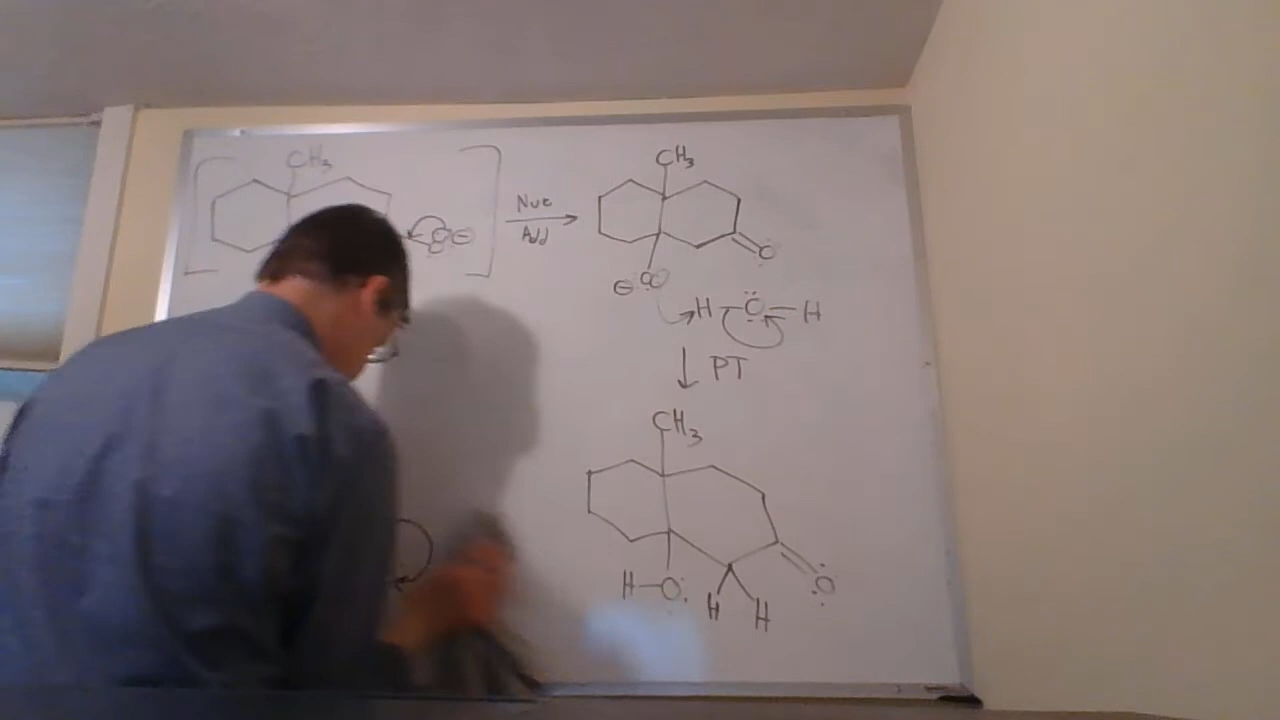 CH3
CH3
Nuc
Add
O ⊖
O
⊖ O
H O H
PT
CH3
H O
H H
O